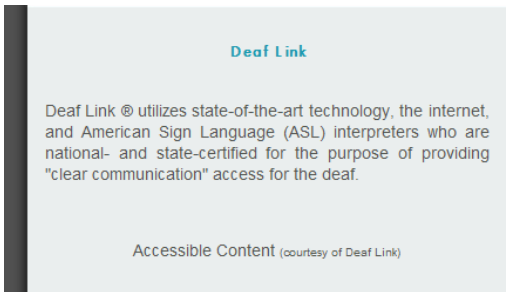 Deaf Link
Deaf Link ® utilizes state-of-the-art technology, the internet,
and American Sign Language (ASL) interpreters who are
national- and state-certified for the purpose of providing
"clear communication" access for the deaf.
Accessible Content (courtesy of Deaf Link)